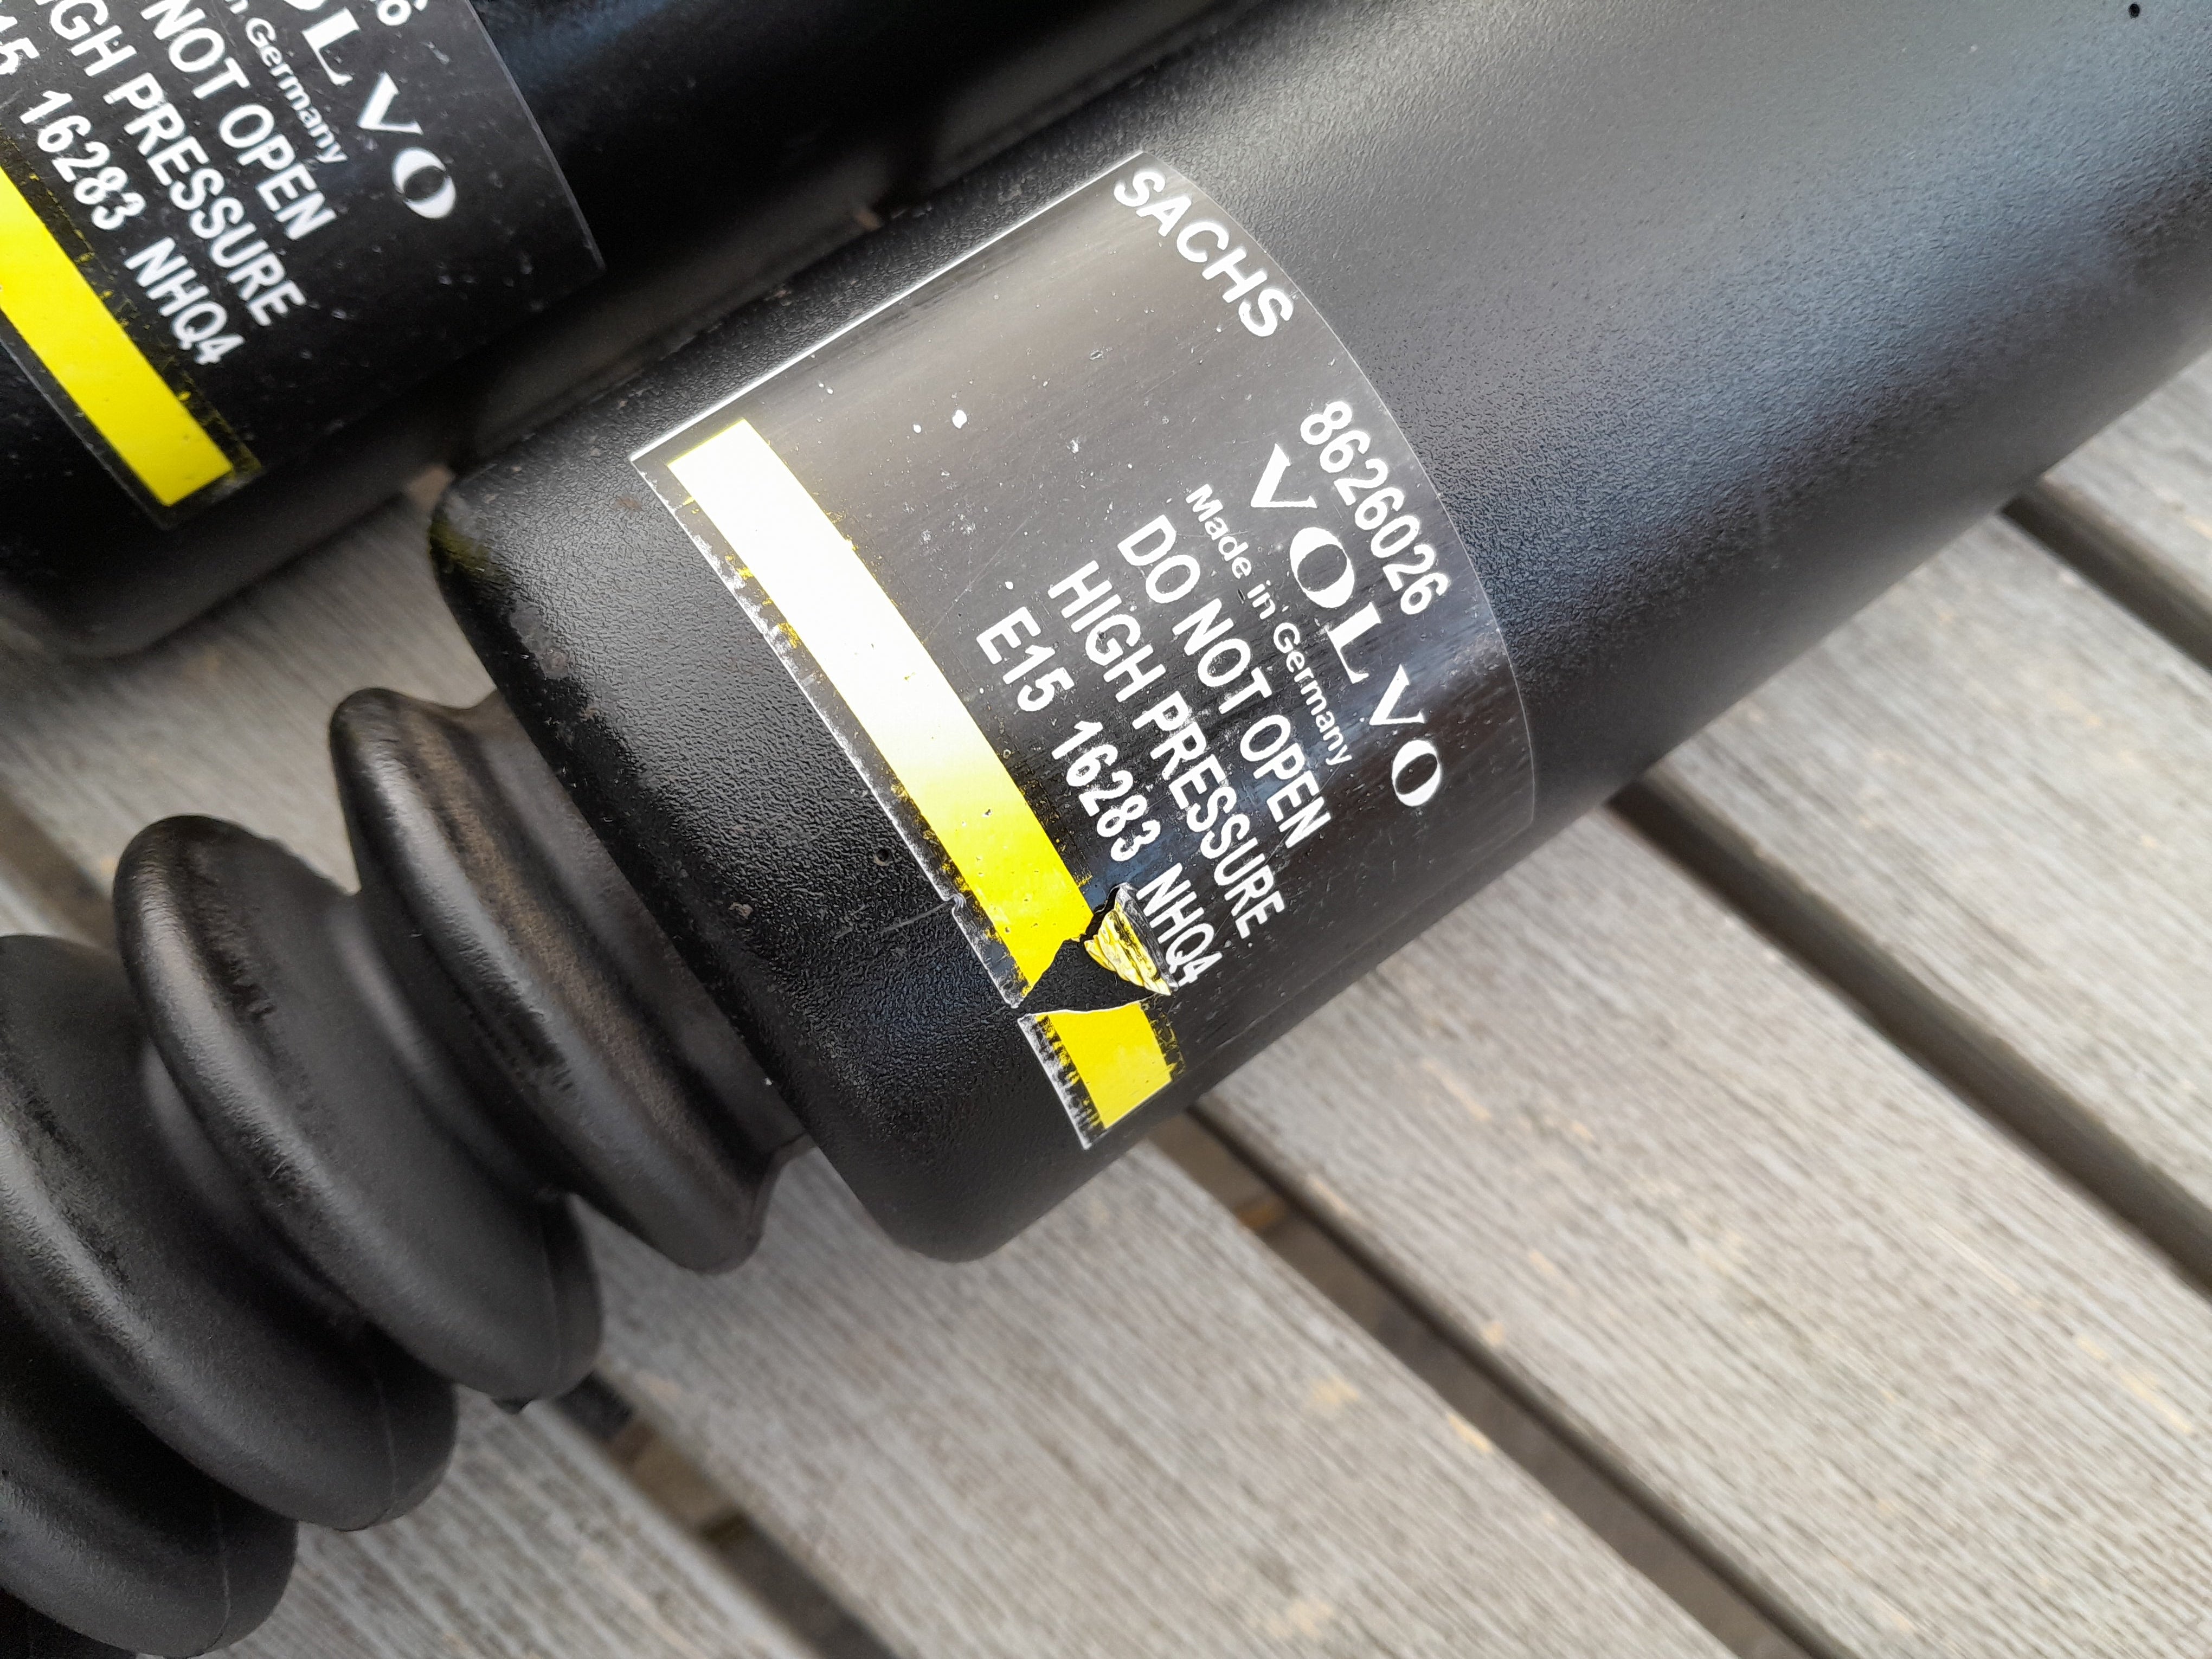 VOLVO
in Germany
NOT OPEN
HIGH PRESSURE
16283 NHQ4
SACHS
8626026
VOLVO
Made in Germany
DO NOT OPEN
HIGH PRESSURE
E15 16283 NHQ4